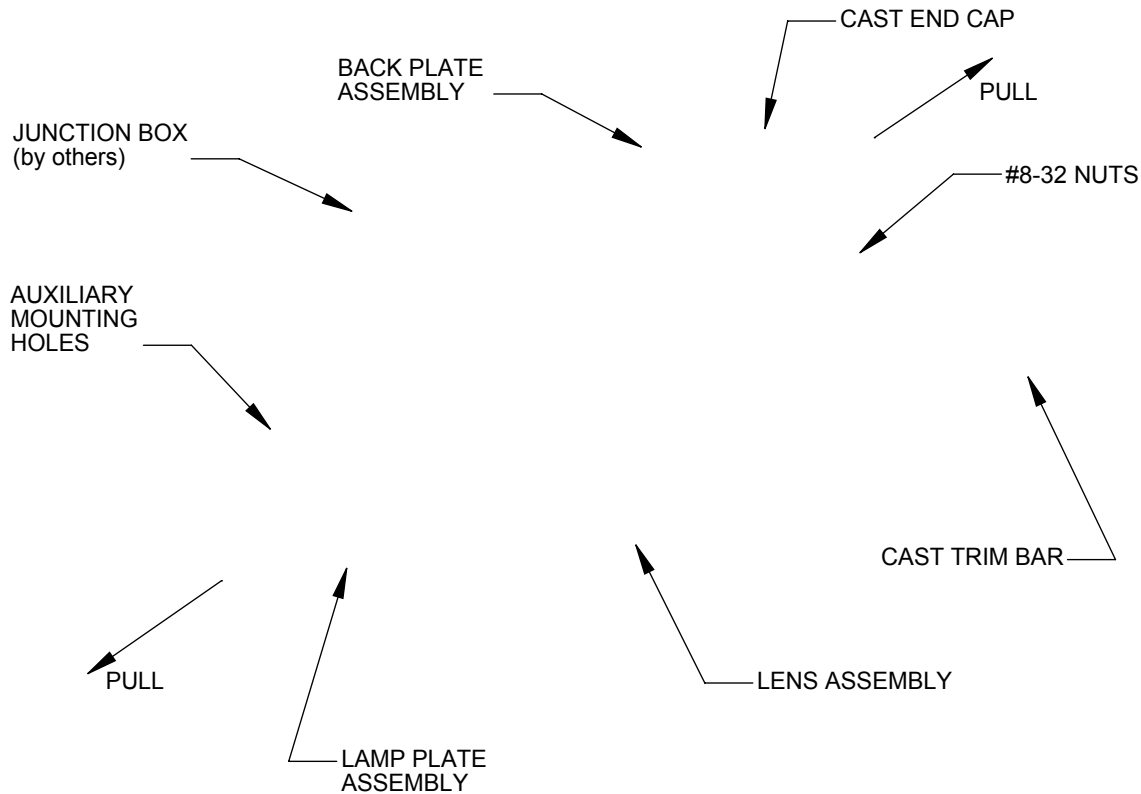 CAST END CAP
BACK PLATE
ASSEMBLY
PULL
JUNCTION BOX
(by others)
#8-32 NUTS
AUXILIARY
MOUNTING
HOLES
CAST TRIM BAR
PULL
LENS ASSEMBLY
LAMP PLATE
ASSEMBLY